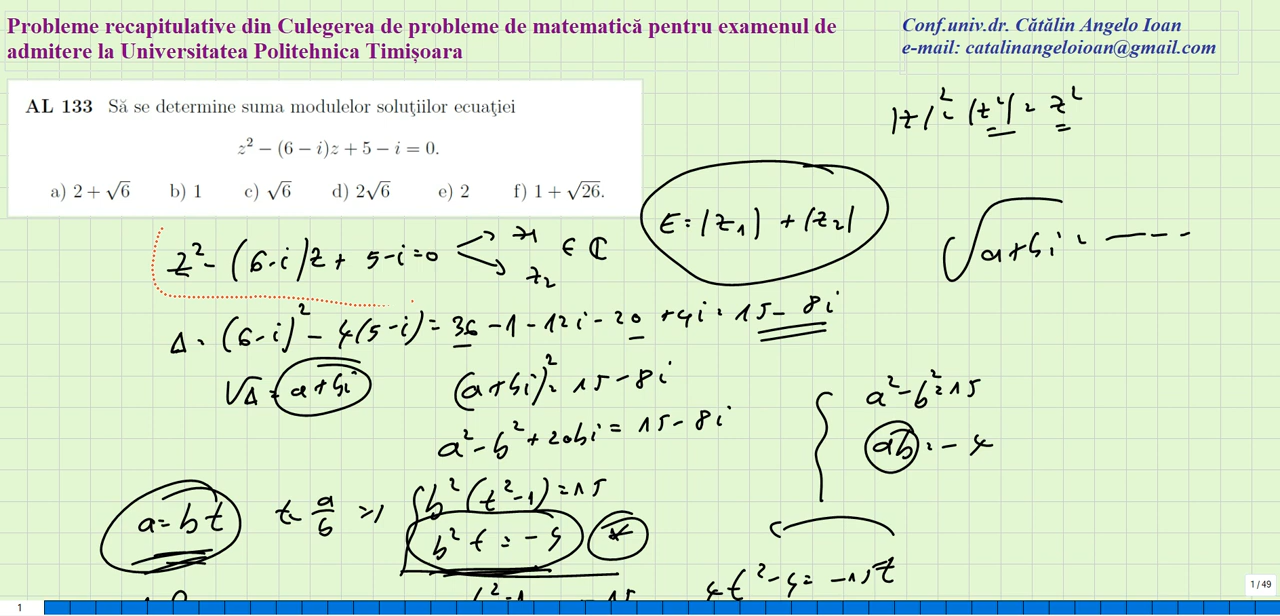 Probleme recapitulative din Culegerea de probleme de matematică pentru examenul de
admitere la Universitatea Politehnica Timișoara
Conf.univ.dr. Cătălin Angelo Ioan
e-mail: catalinangeloioan@gmail.com
AL 133 Să se determine suma modulelor soluţiilor ecuaţiei
z² − (6 − i)z + 5 − i = 0.
a) 2 + √6 b) 1 c) √6 d) 2√6 e) 2 f) 1 + √26.
|z|² = |z²| = z²
E = |z₁| + |z₂|
√a+bi = ----
z² - (6-i)z + 5-i=0 z₁ ∈ ℂ
z₂
Δ = (6-i)² - 4(5-i) = 36 -1 -12i -20 +4i = 15 - 8i
√Δ = a+bi (a+bi)² = 15 - 8i
a² - b² + 2abi = 15 - 8i
a² - b² = 15
ab = -4
a = bt t = a/b b²(t²-1) = 15
b² t = -4
4t² - 4 = -15t
t²-1 15
1
1 / 49